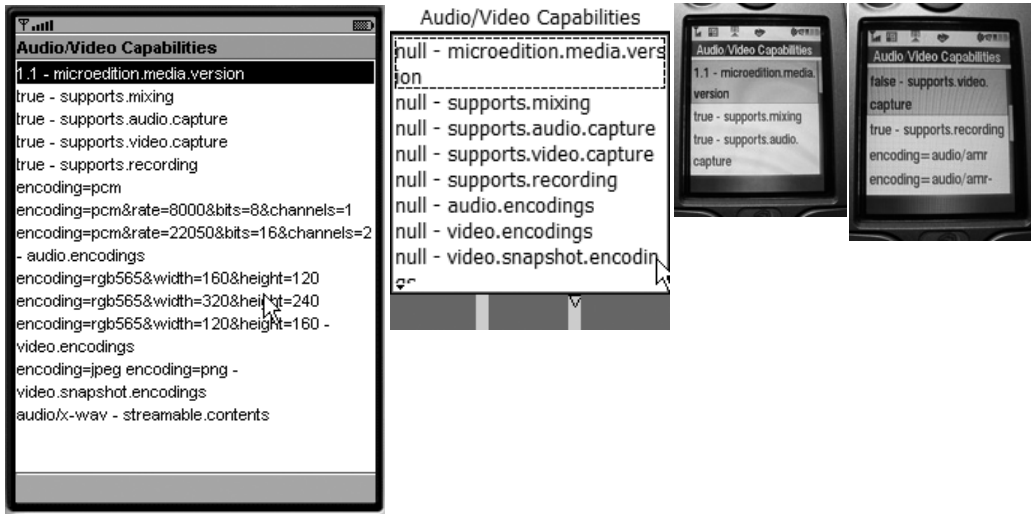 Audio/Video Capabilities
1.1 - microedition.media.version
true - supports.mixing
true - supports.audio.capture
true - supports.video.capture
true - supports.recording
encoding=pcm
encoding=pcm&rate=8000&bits=8&channels=1
encoding=pcm&rate=22050&bits=16&channels=2
- audio.encodings
encoding=rgb565&width=160&height=120
encoding=rgb565&width=320&height=240
encoding=rgb565&width=120&height=160 -
video.encodings
encoding=jpeg encoding=png -
video.snapshot.encodings
audio/x-wav - streamable.contents
Audio/Video Capabilities
null - microedition.media.vers
ion
null - supports.mixing
null - supports.audio.capture
null - supports.video.capture
null - supports.recording
null - audio.encodings
null - video.encodings
null - video.snapshot.encodin
Audio/Video Capabilities
1.1 - microedition.media.
version
true - supports.mixing
true - supports.audio.
capture
Audio/Video Capabilities
false - supports.video.
capture
true - supports.recording
encoding=audio/amr
encoding=audio/amr-